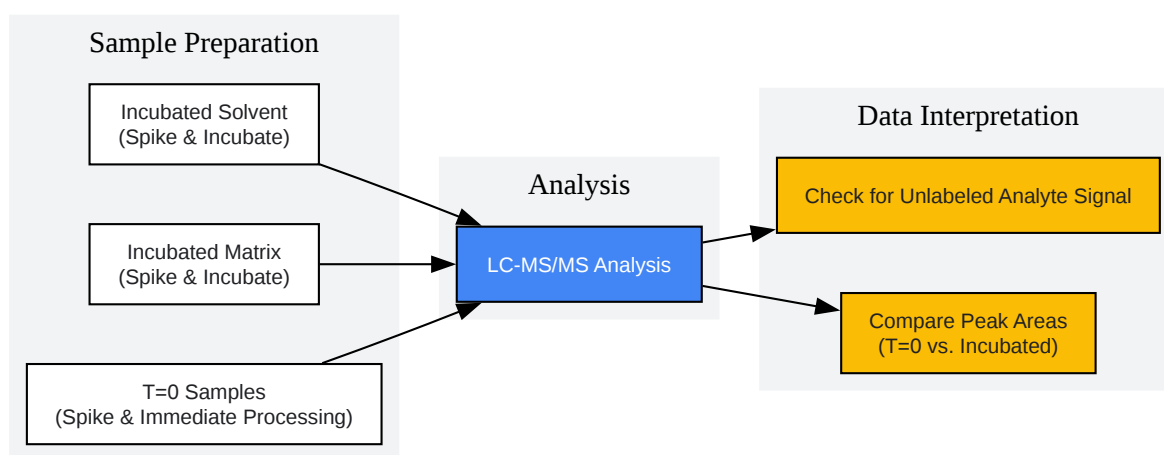 Sample Preparation
Incubated Solvent
(Spike & Incubate)
Incubated Matrix
(Spike & Incubate)
T=0 Samples
(Spike & Immediate Processing)
Analysis
LC-MS/MS Analysis
Data Interpretation
Check for Unlabeled Analyte Signal
Compare Peak Areas
(T=0 vs. Incubated)